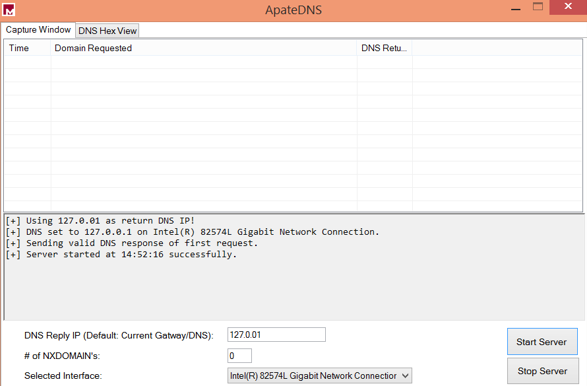 ApateDNS
Capture Window DNS Hex View
Time Domain Requested DNS Retu...
[+] Using 127.0.01 as return DNS IP!
[+] DNS set to 127.0.0.1 on Intel(R) 82574L Gigabit Network Connection.
[+] Sending valid DNS response of first request.
[+] Server started at 14:52:16 successfully.
DNS Reply IP (Default: Current Gatway/DNS): 127.0.01 Start Server
# of NXDOMAIN's: 0
Selected Interface: Intel(R) 82574L Gigabit Network Connection Stop Server